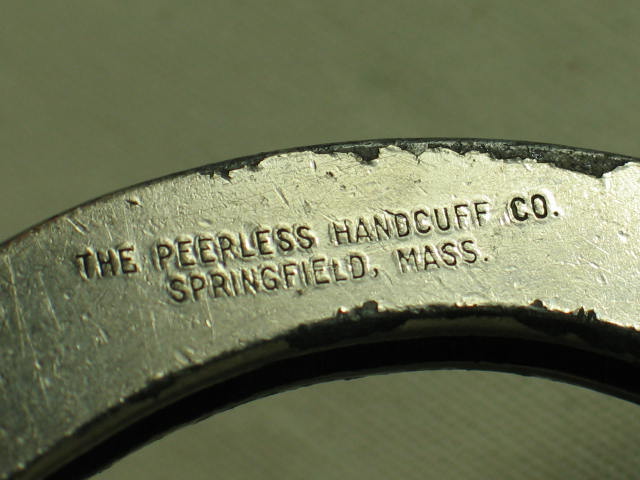 THE PEERLESS HANDCUFF CO.
SPRINGFIELD, MASS.